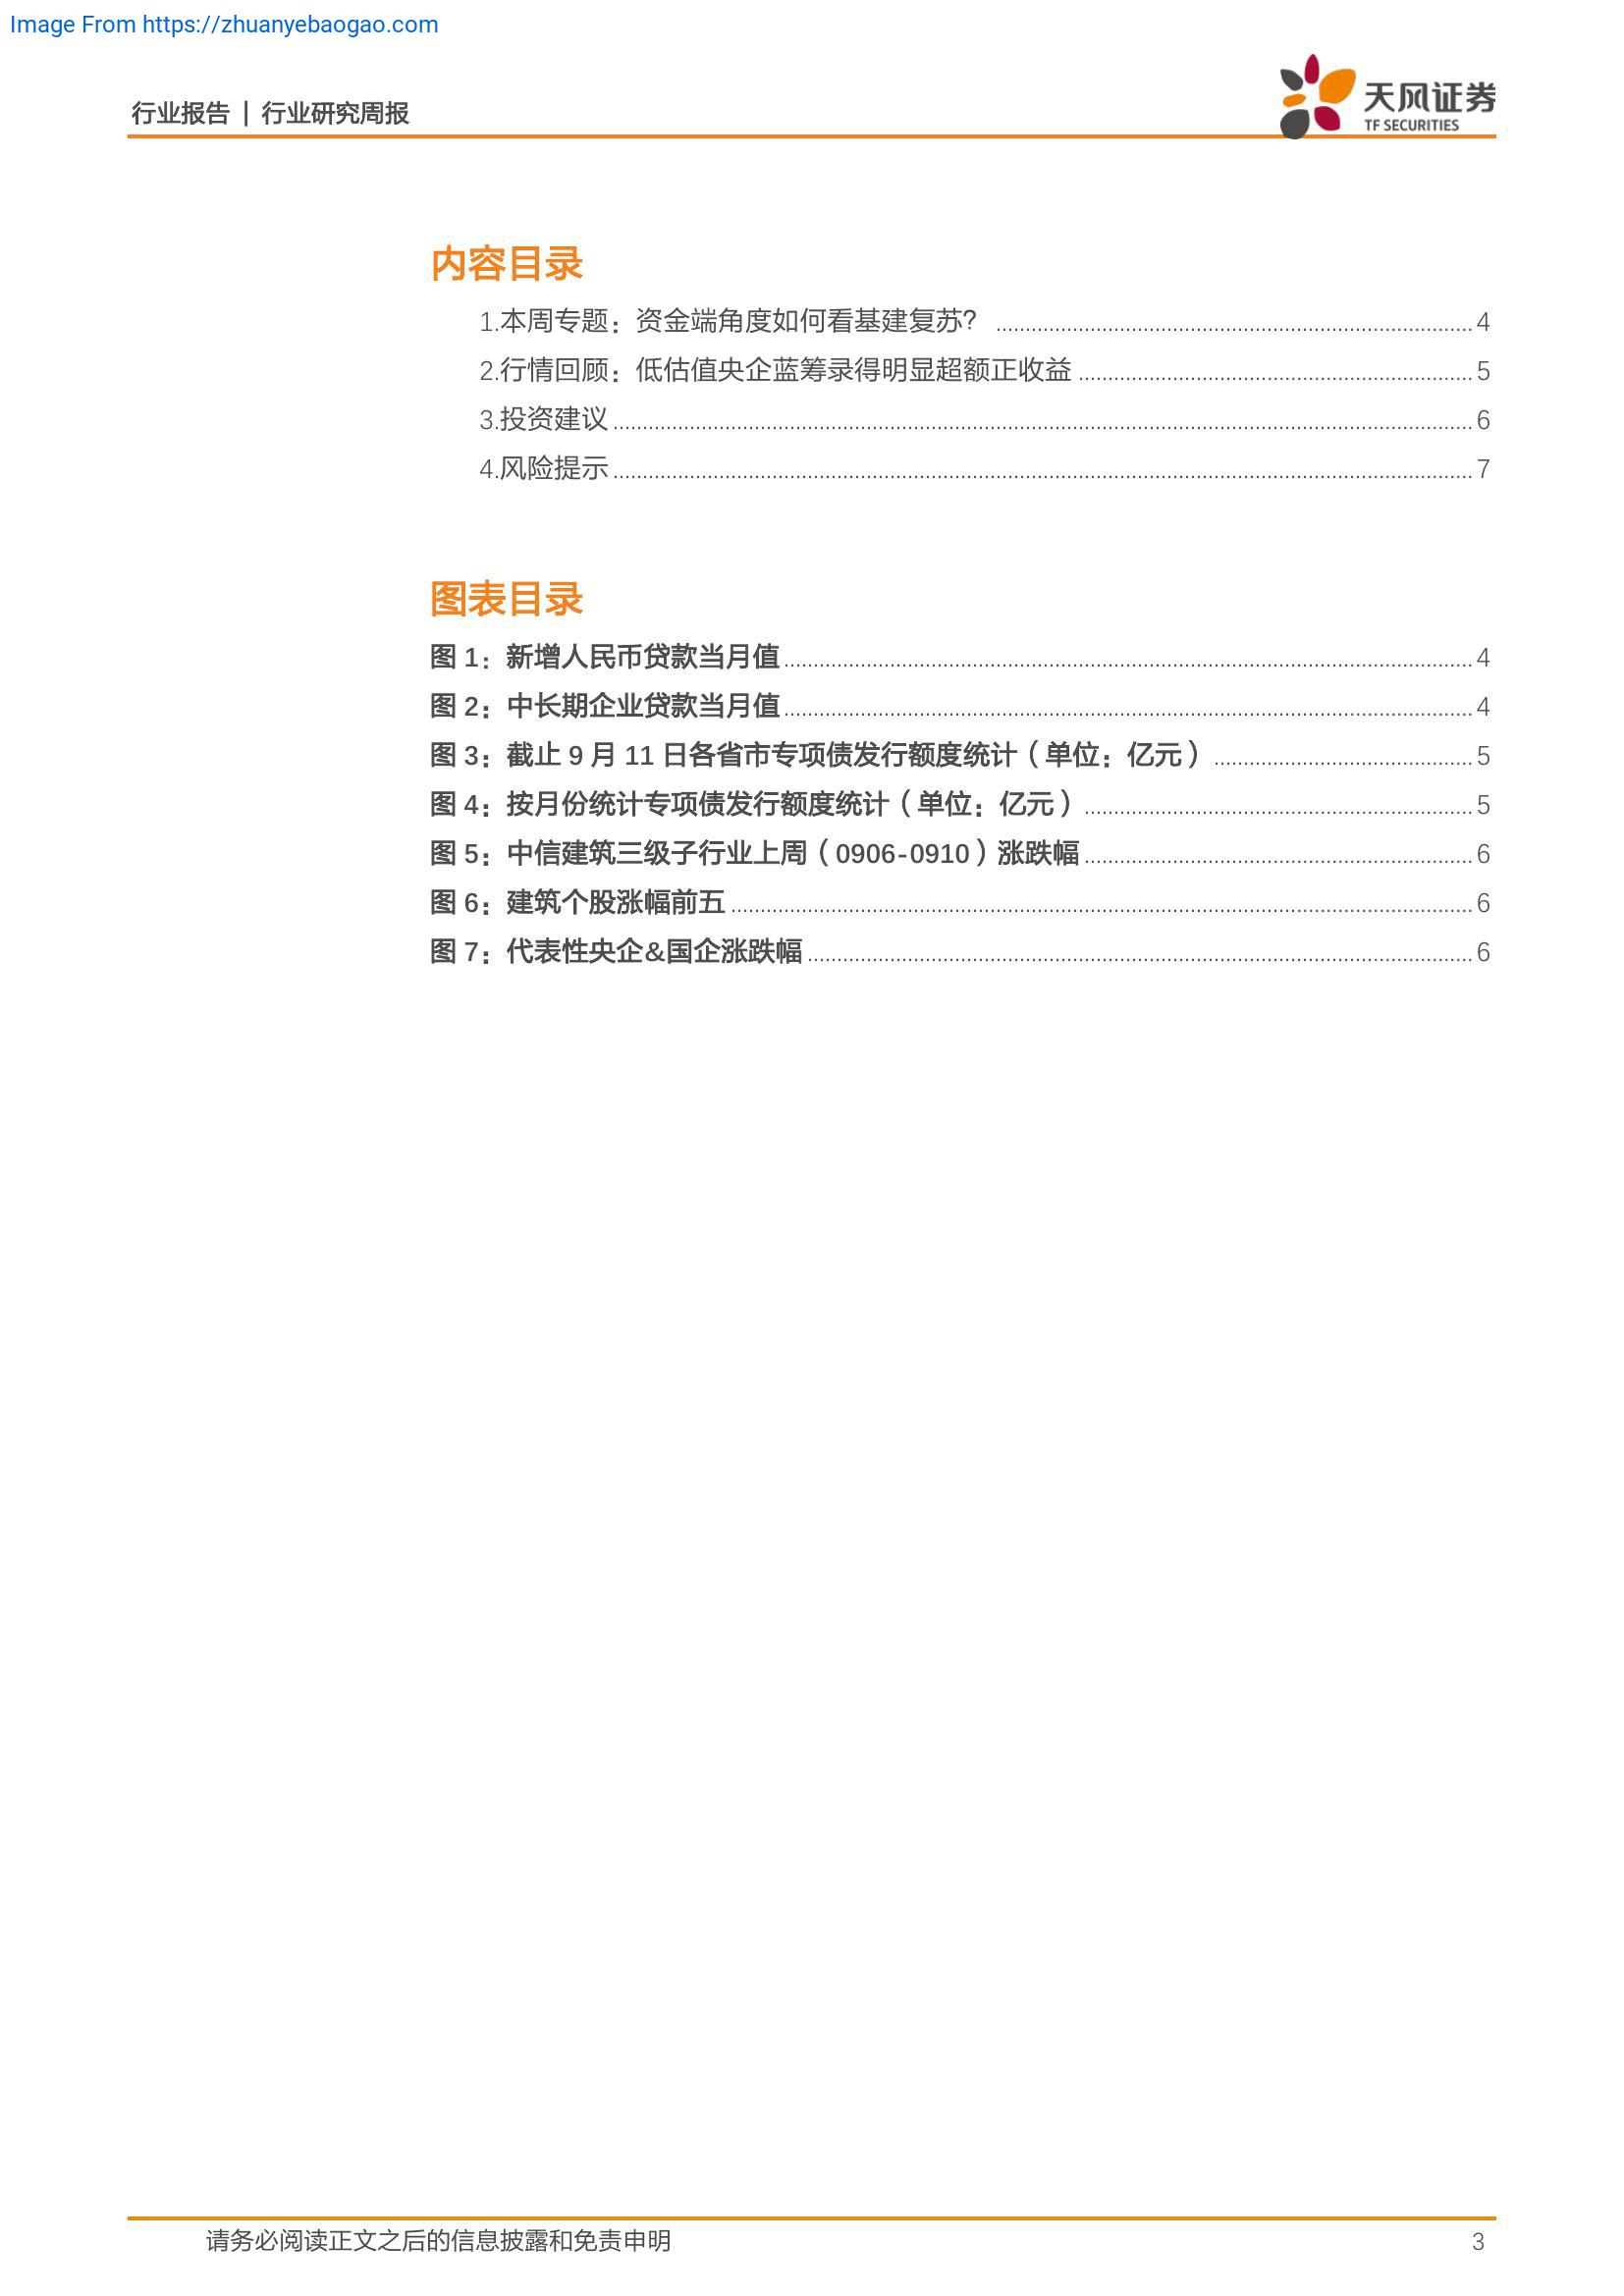 Image From https://zhuanyebaogao.com
行业报告 | 行业研究周报
天风证券
TF SECURITIES
内容目录
1.本周专题：资金端角度如何看基建复苏？ 4
2.行情回顾：低估值央企蓝筹录得明显超额正收益 5
3.投资建议 6
4.风险提示 7
图表目录
图 1：新增人民币贷款当月值 4
图 2：中长期企业贷款当月值 4
图 3：截止 9 月 11 日各省市专项债发行额度统计（单位：亿元） 5
图 4：按月份统计专项债发行额度统计（单位：亿元） 5
图 5：中信建筑三级子行业上周（0906-0910）涨跌幅 6
图 6：建筑个股涨幅前五 6
图 7：代表性央企&国企涨跌幅 6
请务必阅读正文之后的信息披露和免责申明 3